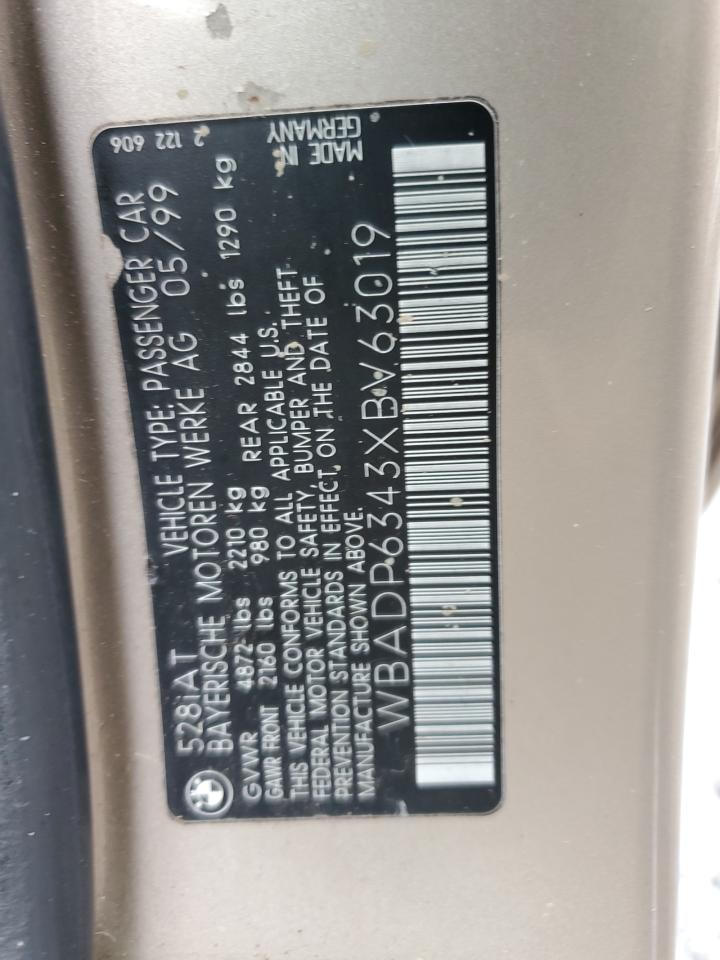 528iAT VEHICLE TYPE: PASSENGER CAR 2 122 606
BAYERISCHE MOTOREN WERKE AG 05/99
GVWR 4872 lbs 2210 kg REAR 2844 lbs 1290 kg
GAWR FRONT 2160 lbs 980 kg
THIS VEHICLE CONFORMS TO ALL APPLICABLE U.S.
FEDERAL MOTOR VEHICLE SAFETY, BUMPER AND THEFT
PREVENTION STANDARDS IN EFFECT ON THE DATE OF
MANUFACTURE SHOWN ABOVE.
MADE IN
GERMANY
WBADP6343XBV63019